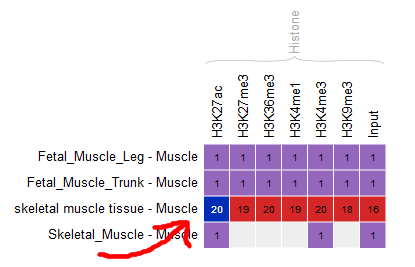 Histone
H3K27ac H3K27me3 H3K36me3 H3K4me1 H3K4me3 H3K9me3 Input
Fetal_Muscle_Leg - Muscle 1 1 1 1 1 1 1
Fetal_Muscle_Trunk - Muscle 1 1 1 1 1 1 1
skeletal muscle tissue - Muscle 20 19 20 19 20 18 16
Skeletal_Muscle - Muscle 1 1 1